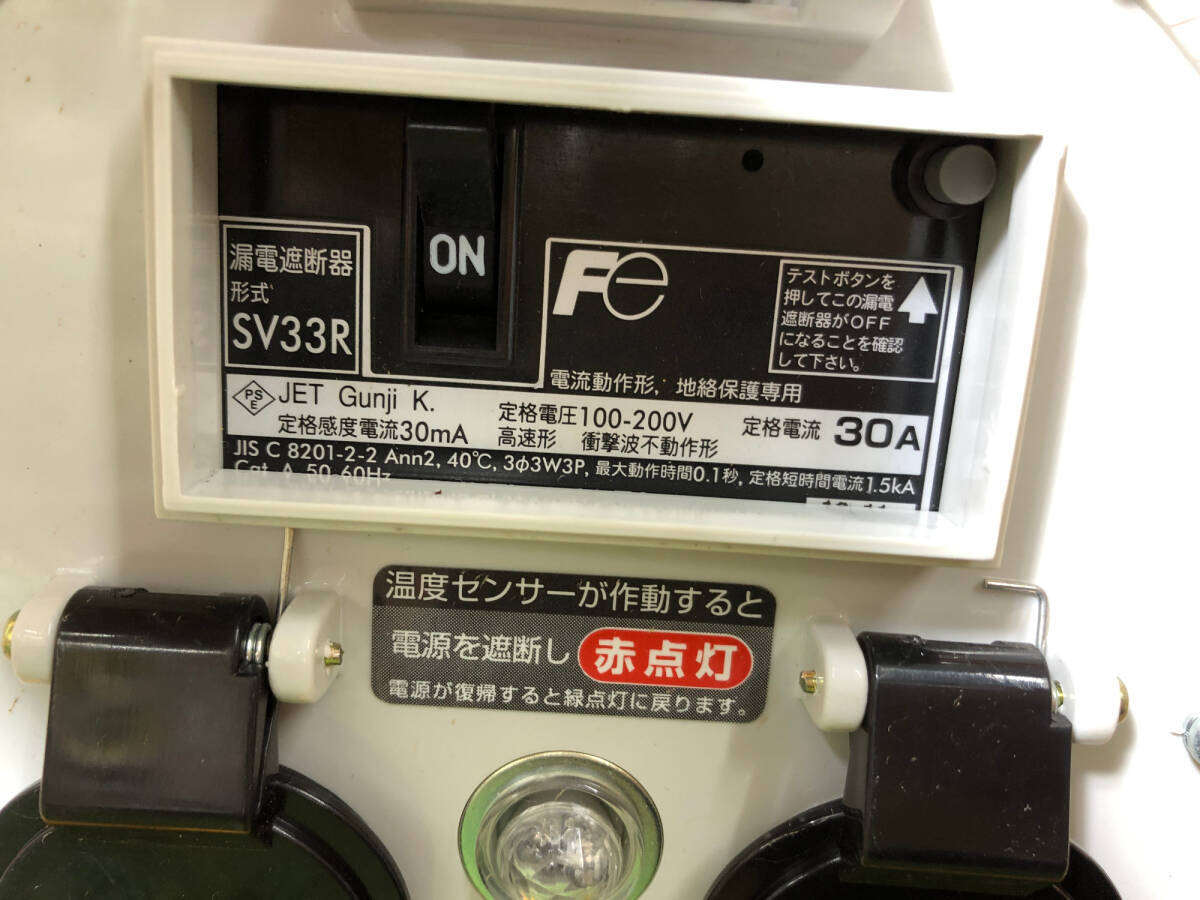 ON
漏電遮断器
形式
SV33R
Fe
テストボタンを
押してこの漏電
遮断器がOFF
になることを確認
して下さい。
電流動作形, 地絡保護専用
PS
E
JET Gunji K.
定格感度電流30mA
定格電圧100-200V
高速形 衝撃波不動作形
定格電流 30A
JIS C 8201-2-2 Ann2, 40℃, 3φ3W3P, 最大動作時間0.1秒, 定格短時間電流1.5kA
Cat. A 50-60Hz
温度センサーが作動すると
電源を遮断し 赤点灯
電源が復帰すると緑点灯に戻ります。